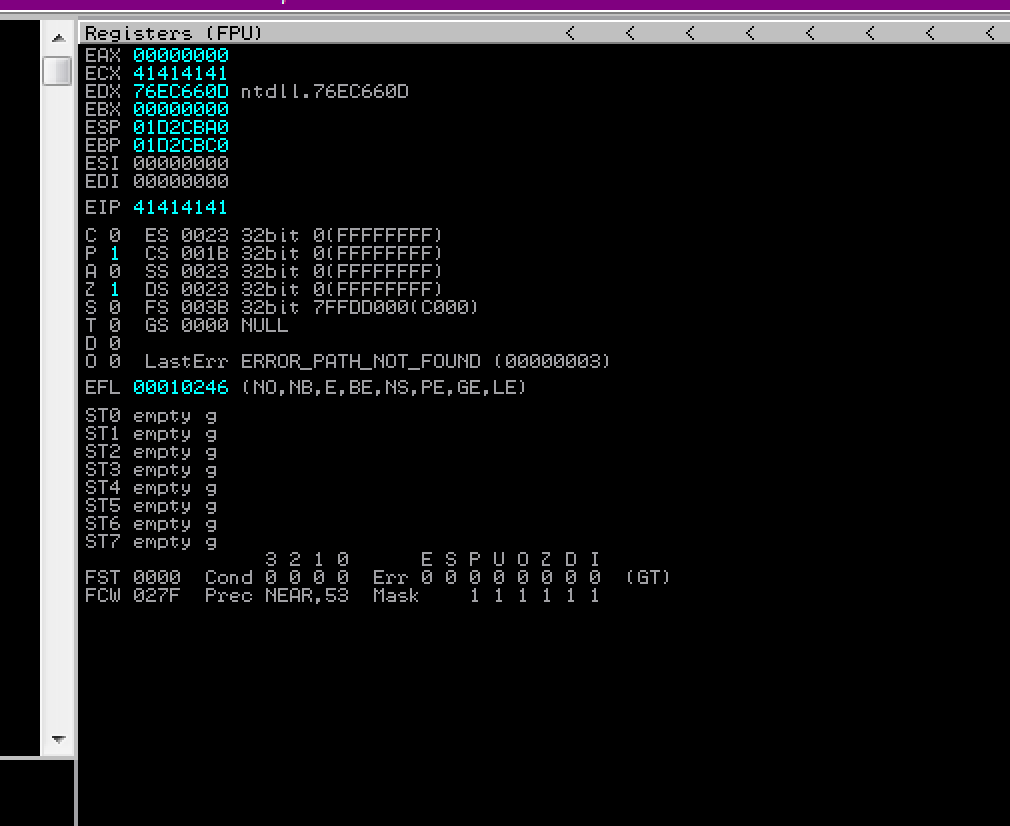 Registers (FPU) < < < < < < < <
EAX 00000000
ECX 41414141
EDX 76EC660D ntdll.76EC660D
EBX 00000000
ESP 01D2CBA0
EBP 01D2CBC0
ESI 00000000
EDI 00000000
EIP 41414141
C 0 ES 0023 32bit 0(FFFFFFFF)
P 1 CS 001B 32bit 0(FFFFFFFF)
A 0 SS 0023 32bit 0(FFFFFFFF)
Z 1 DS 0023 32bit 0(FFFFFFFF)
S 0 FS 003B 32bit 7FFDD000(C000)
T 0 GS 0000 NULL
D 0
O 0 LastErr ERROR_PATH_NOT_FOUND (00000003)
EFL 00010246 (NO,NB,E,BE,NS,PE,GE,LE)
ST0 empty g
ST1 empty g
ST2 empty g
ST3 empty g
ST4 empty g
ST5 empty g
ST6 empty g
ST7 empty g
3 2 1 0 E S P U O Z D I
FST 0000 Cond 0 0 0 0 Err 0 0 0 0 0 0 0 0 (GT)
FCW 027F Prec NEAR,53 Mask 1 1 1 1 1 1